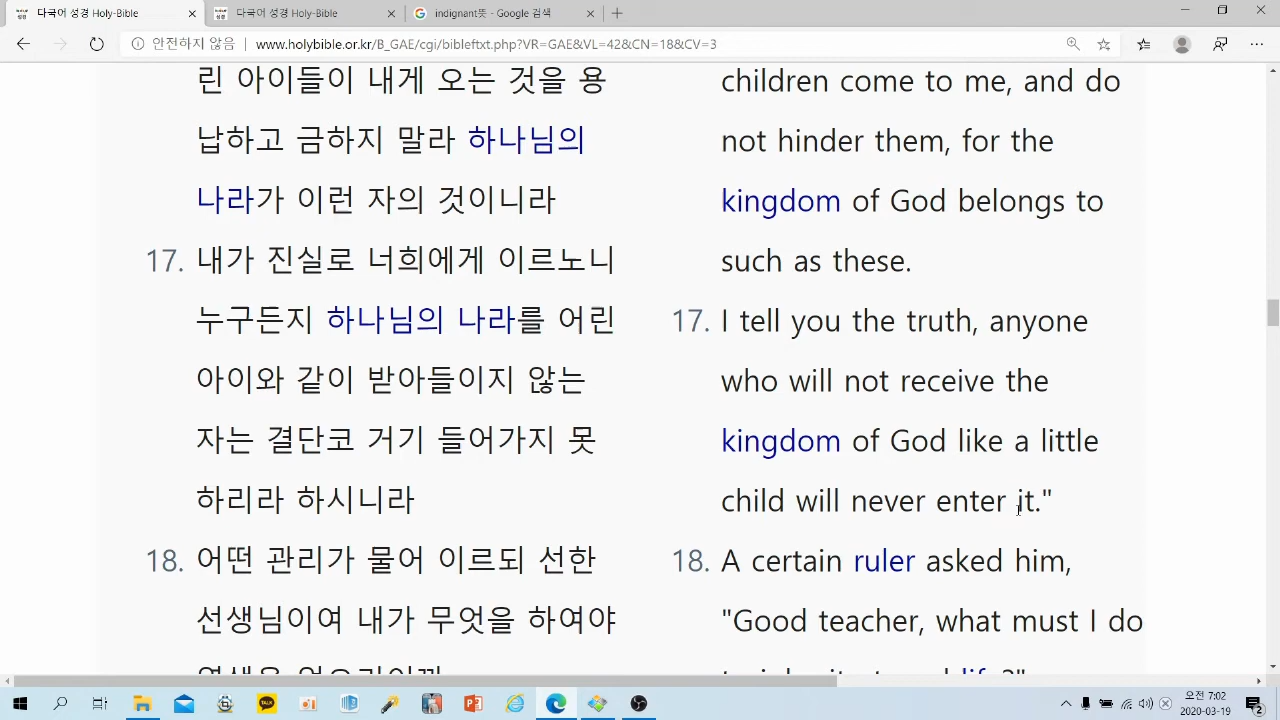 다국어 성경 Holy-Bible
다국어 성경 Holy-Bible
indignant뜻 - Google 검색
안전하지 않음
www.holybible.or.kr/B_GAE/cgi/bibleftxt.php?VR=GAE&VL=42&CN=18&CV=3
린 아이들이 내게 오는 것을 용
납하고 금하지 말라 하나님의
나라가 이런 자의 것이니라
17. 내가 진실로 너희에게 이르노니
누구든지 하나님의 나라를 어린
아이와 같이 받아들이지 않는
자는 결단코 거기 들어가지 못
하리라 하시니라
18. 어떤 관리가 물어 이르되 선한
선생님이여 내가 무엇을 하여야
children come to me, and do
not hinder them, for the
kingdom of God belongs to
such as these.
17. I tell you the truth, anyone
who will not receive the
kingdom of God like a little
child will never enter it."
18. A certain ruler asked him,
"Good teacher, what must I do
오전 7:02
2020-03-19